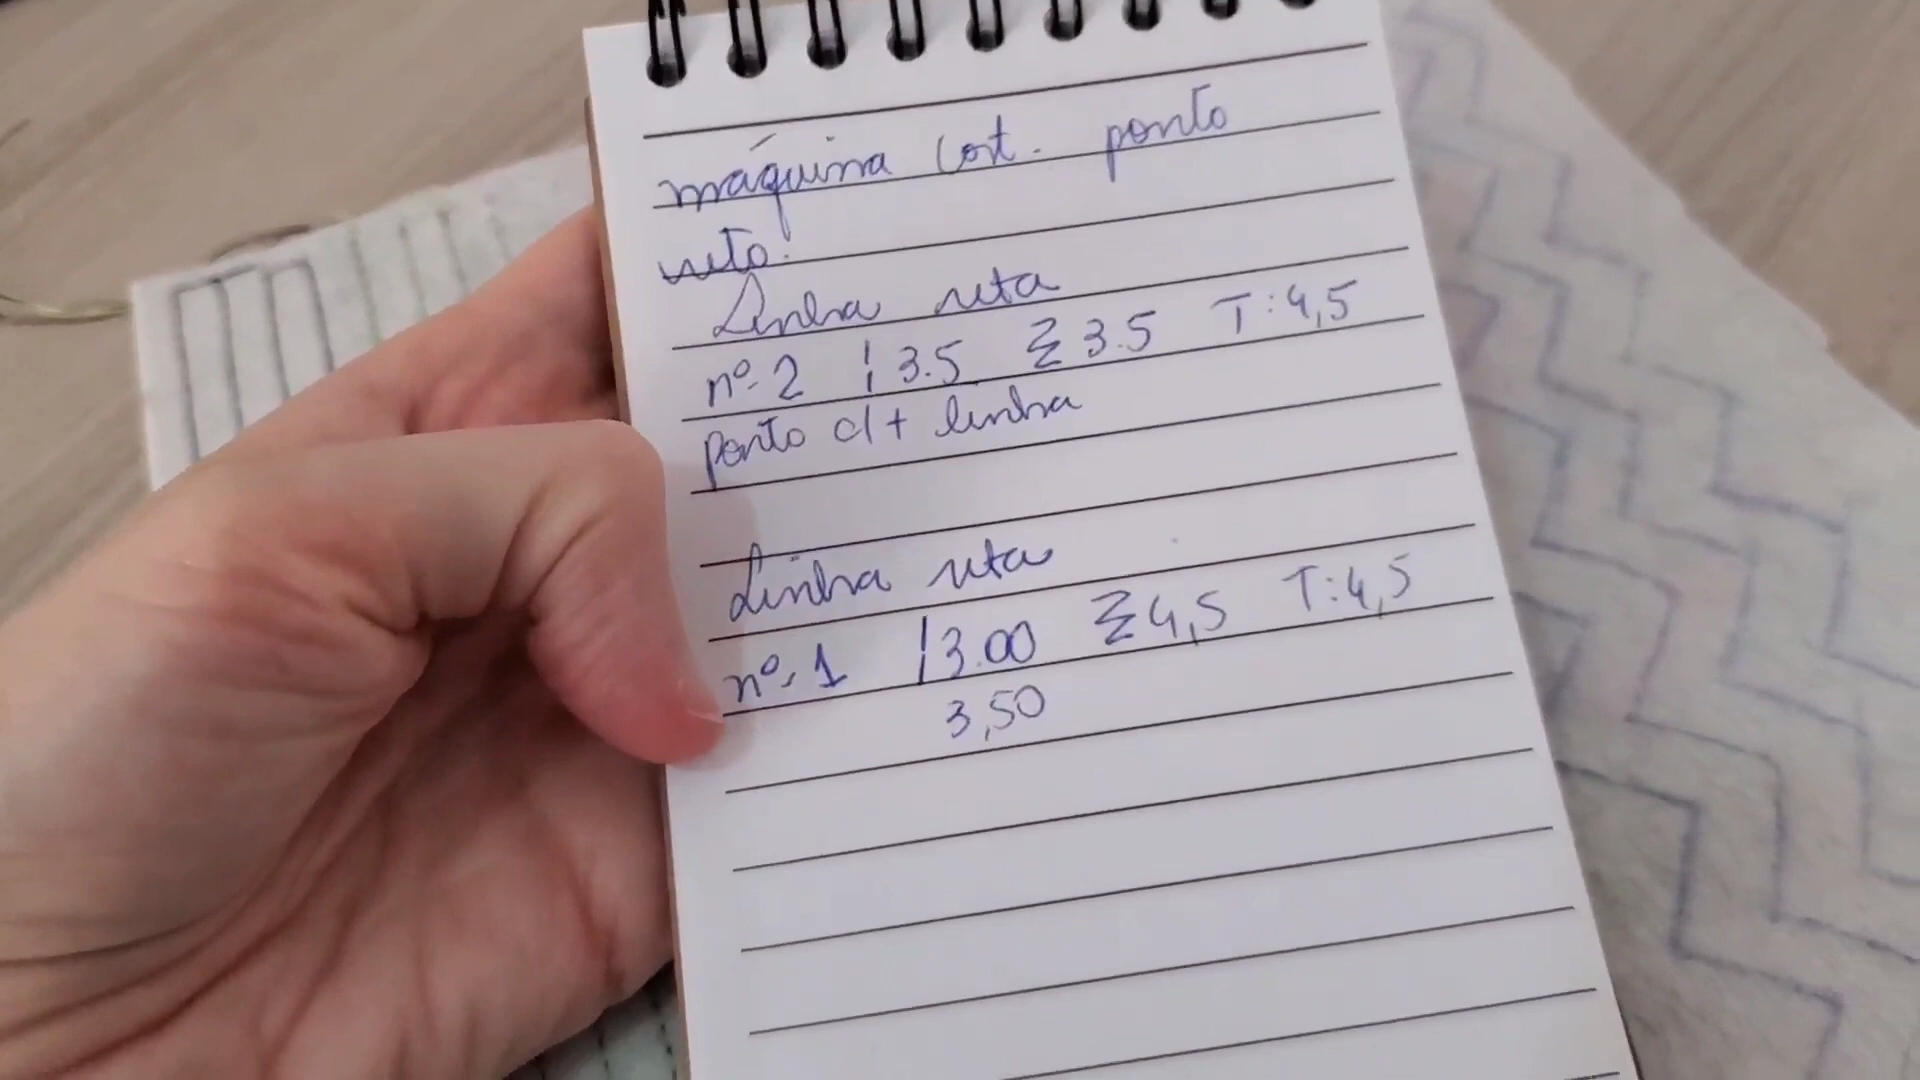 máquina Cost. ponto
reto.
Linha reta
nº 2 ¦ 3.5 ⋛ 3.5 T: 4,5
ponto c/ + linha
Linha reta
nº 1 ¦ 3.00 ⋛ 4,5 T: 4,5
3,50